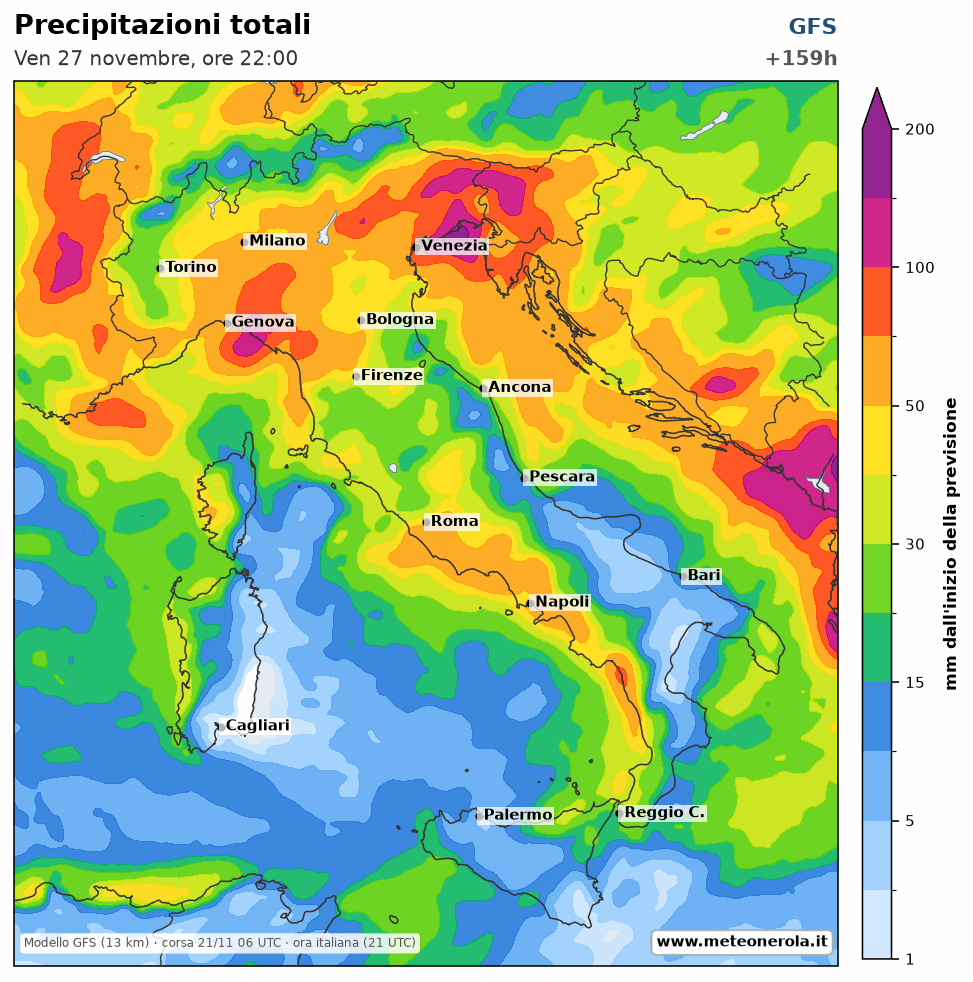 Precipitazioni totali
GFS
Ven 27 novembre, ore 22:00
+159h
200
100
50
30
15
5
1
mm dall'inizio della previsione
Milano
Venezia
Torino
Genova
Bologna
Firenze
Ancona
Pescara
Roma
Bari
Napoli
Cagliari
Palermo
Reggio C.
Modello GFS (13 km) · corsa 21/11 06 UTC · ora italiana (21 UTC)
www.meteonerola.it